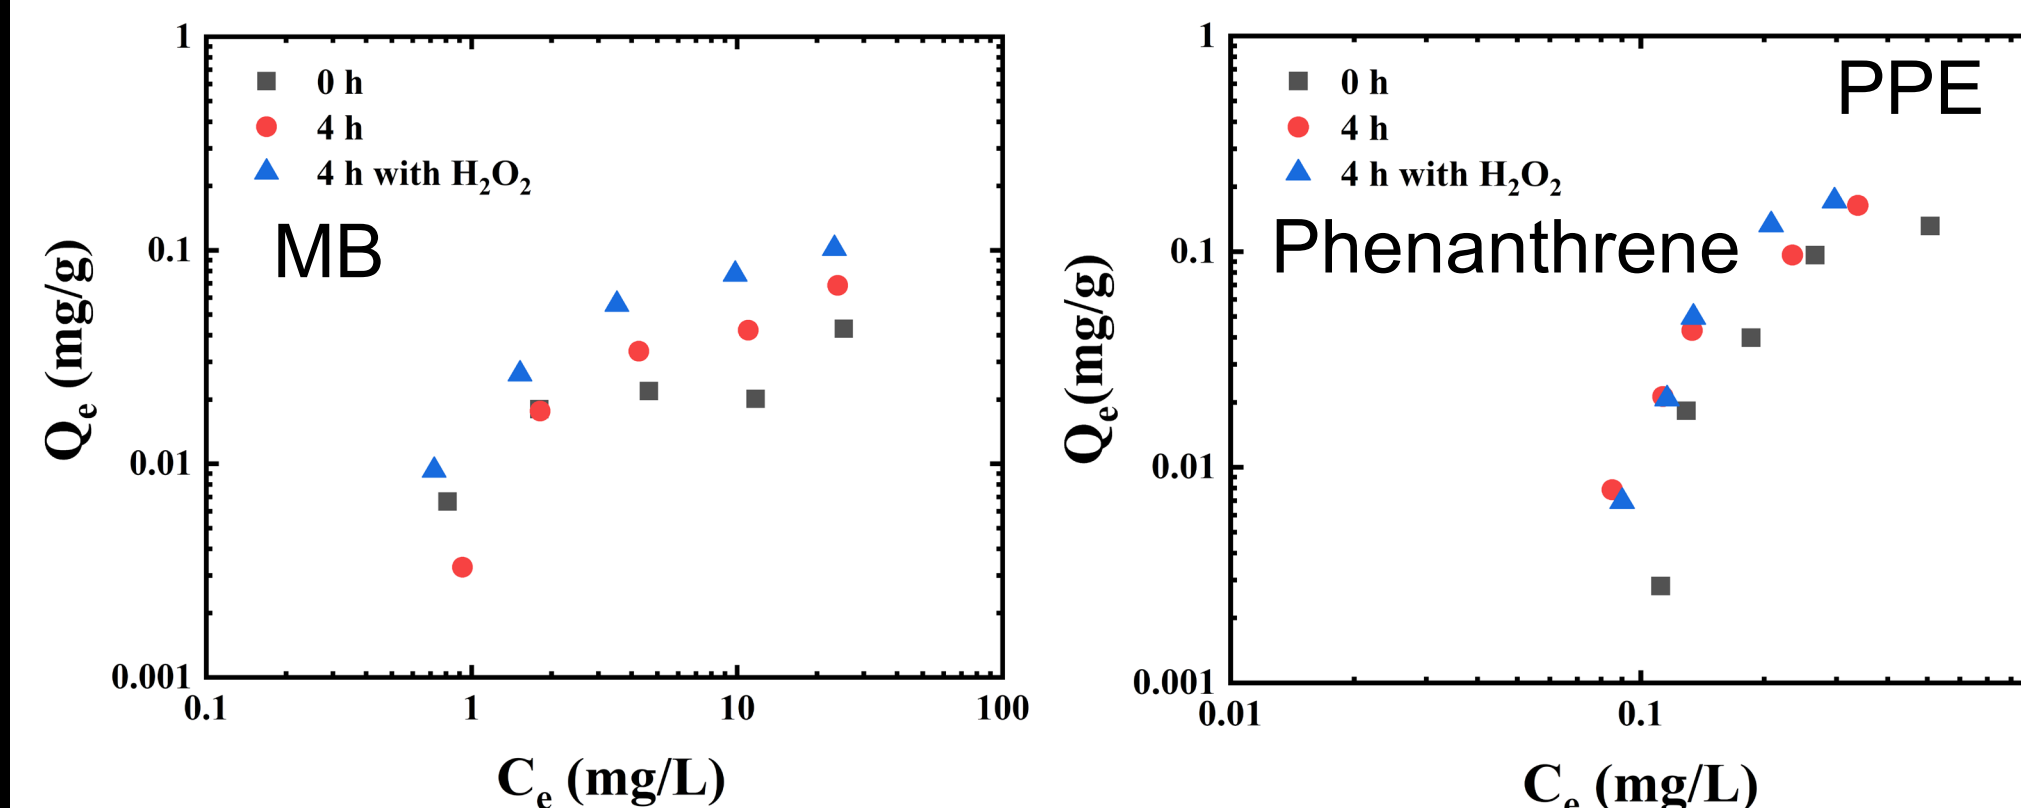 1
0 h
4 h
4 h with H₂O₂
MB
0.1
0.01
0.001
0.1
1
10
100
Qₑ (mg/g)
Cₑ (mg/L)
1
0 h
4 h
4 h with H₂O₂
PPE
Phenanthrene
0.1
0.01
0.001
0.01
0.1
Qₑ(mg/g)
Cₑ (mg/L)